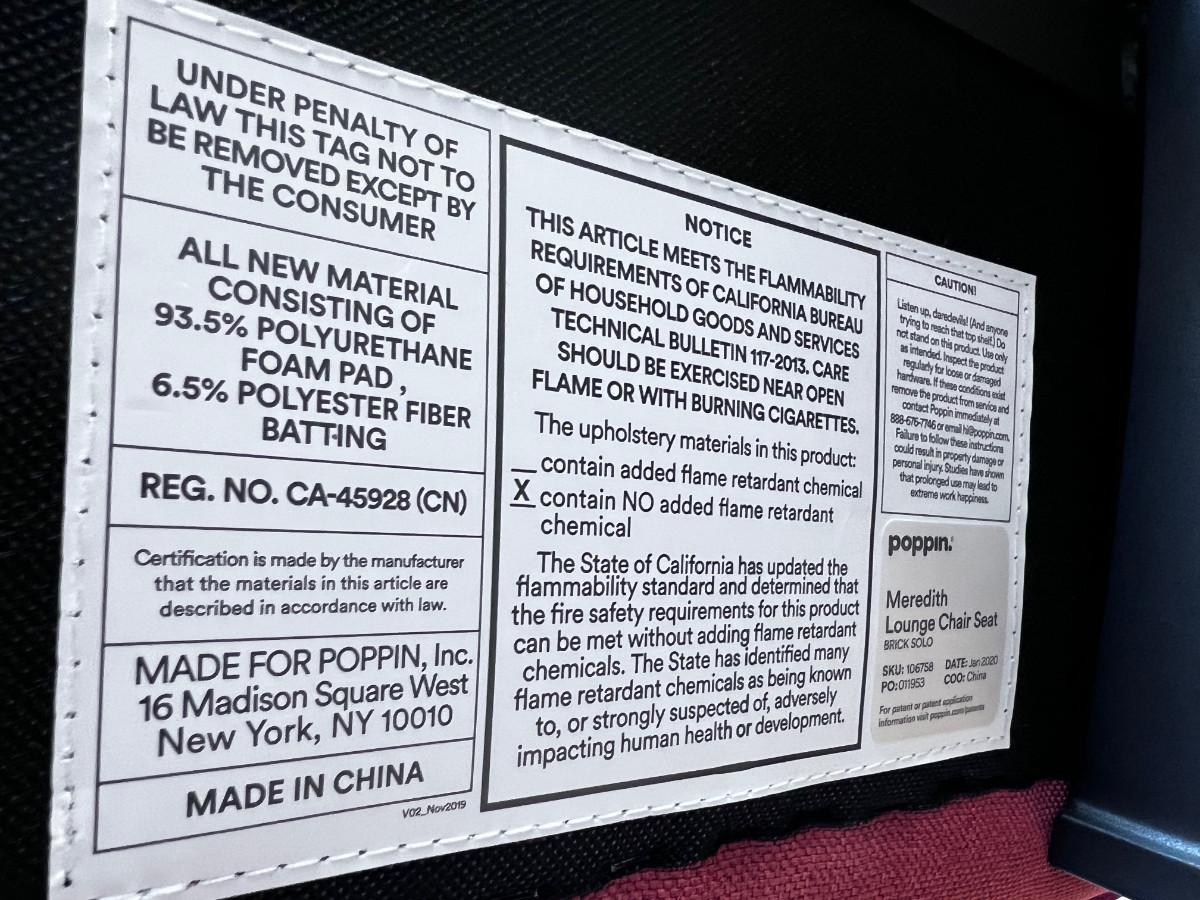 UNDER PENALTY OF
LAW THIS TAG NOT TO
BE REMOVED EXCEPT BY
THE CONSUMER
ALL NEW MATERIAL
CONSISTING OF
93.5% POLYURETHANE
FOAM PAD ,
6.5% POLYESTER FIBER
BATTING
REG. NO. CA-45928 (CN)
Certification is made by the manufacturer
that the materials in this article are
described in accordance with law.
MADE FOR POPPIN, Inc.
16 Madison Square West
New York, NY 10010
MADE IN CHINA
V02_Nov2019
NOTICE
THIS ARTICLE MEETS THE FLAMMABILITY
REQUIREMENTS OF CALIFORNIA BUREAU
OF HOUSEHOLD GOODS AND SERVICES
TECHNICAL BULLETIN 117-2013. CARE
SHOULD BE EXERCISED NEAR OPEN
FLAME OR WITH BURNING CIGARETTES.
The upholstery materials in this product:
__ contain added flame retardant chemical
X contain NO added flame retardant
chemical
The State of California has updated the
flammability standard and determined that
the fire safety requirements for this product
can be met without adding flame retardant
chemicals. The State has identified many
flame retardant chemicals as being known
to, or strongly suspected of, adversely
impacting human health or development.
CAUTION!
Listen up, daredevils! (And anyone
trying to reach that top shelf.) Do
not stand on this product. Use only
as intended. Inspect the product
regularly for loose or damaged
hardware. If these conditions exist
remove the product from service and
contact Poppin immediately at
888-676-7746 or email hi@poppin.com.
Failure to follow these instructions
could result in property damage or
personal injury. Studies have shown
that prolonged use may lead to
extreme work happiness.
poppin.
Meredith
Lounge Chair Seat
BRICK SOLO
SKU: 106758 DATE: Jan 2020
PO: 011953 COO: China
For patent or patent application
information visit poppin.com/patents